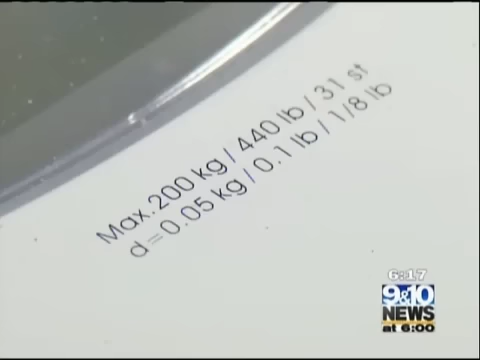 Max.200 kg / 440 lb / 31 st
d=0.05 kg / 0.1 lb / 1/8 lb
6:17
9&10
NEWS
at 6:00